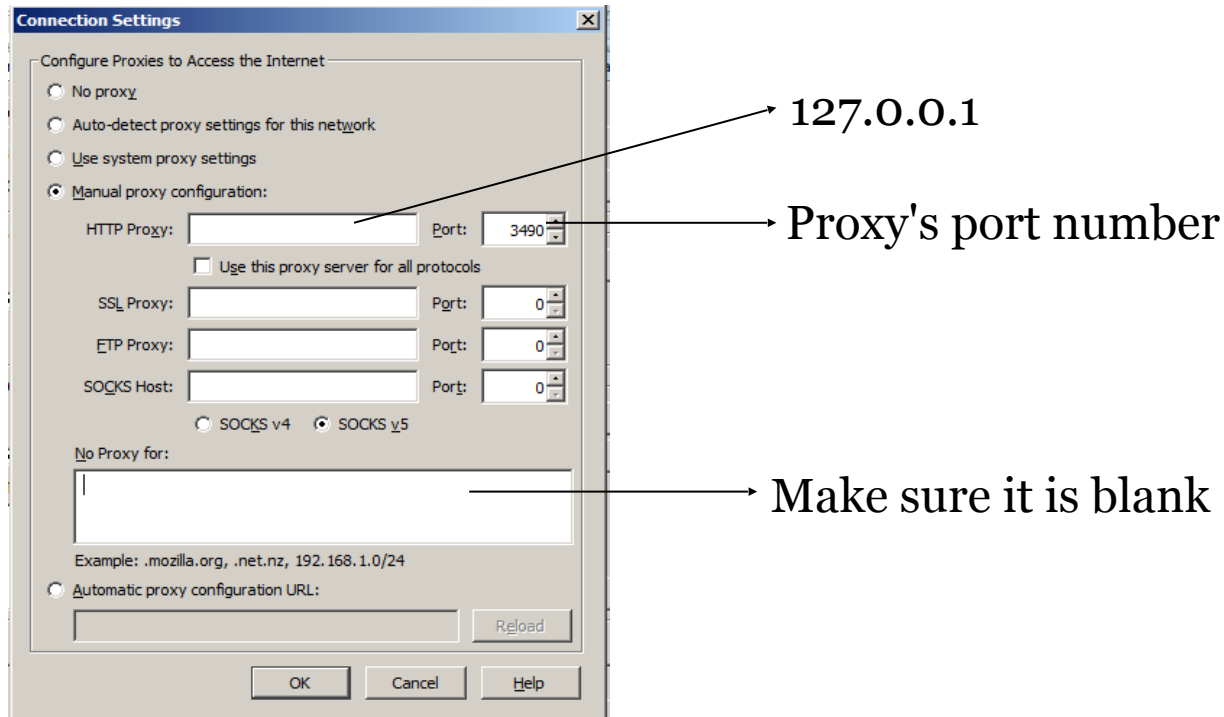 Connection Settings
Configure Proxies to Access the Internet
No proxy
Auto-detect proxy settings for this network
127.0.0.1
Use system proxy settings
Manual proxy configuration:
HTTP Proxy: Port: 3490
Proxy's port number
Use this proxy server for all protocols
SSL Proxy: Port: 0
FTP Proxy: Port: 0
SOCKS Host: Port: 0
SOCKS v4 SOCKS v5
No Proxy for:
Make sure it is blank
Example: .mozilla.org, .net.nz, 192.168.1.0/24
Automatic proxy configuration URL:
Reload
OK Cancel Help